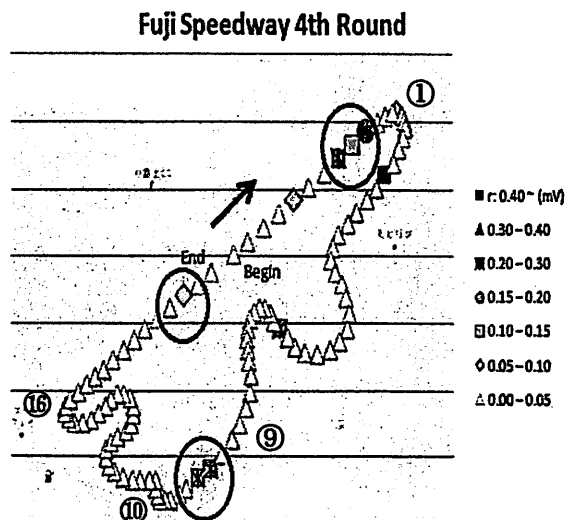 Fuji Speedway 4th Round
①
■ r: 0.40~ (mV)
0.30-0.40
0.20-0.30
0.15-0.20
0.10-0.15
0.05-0.10
0.00-0.05
End
Begin
⑯
⑨
⑩